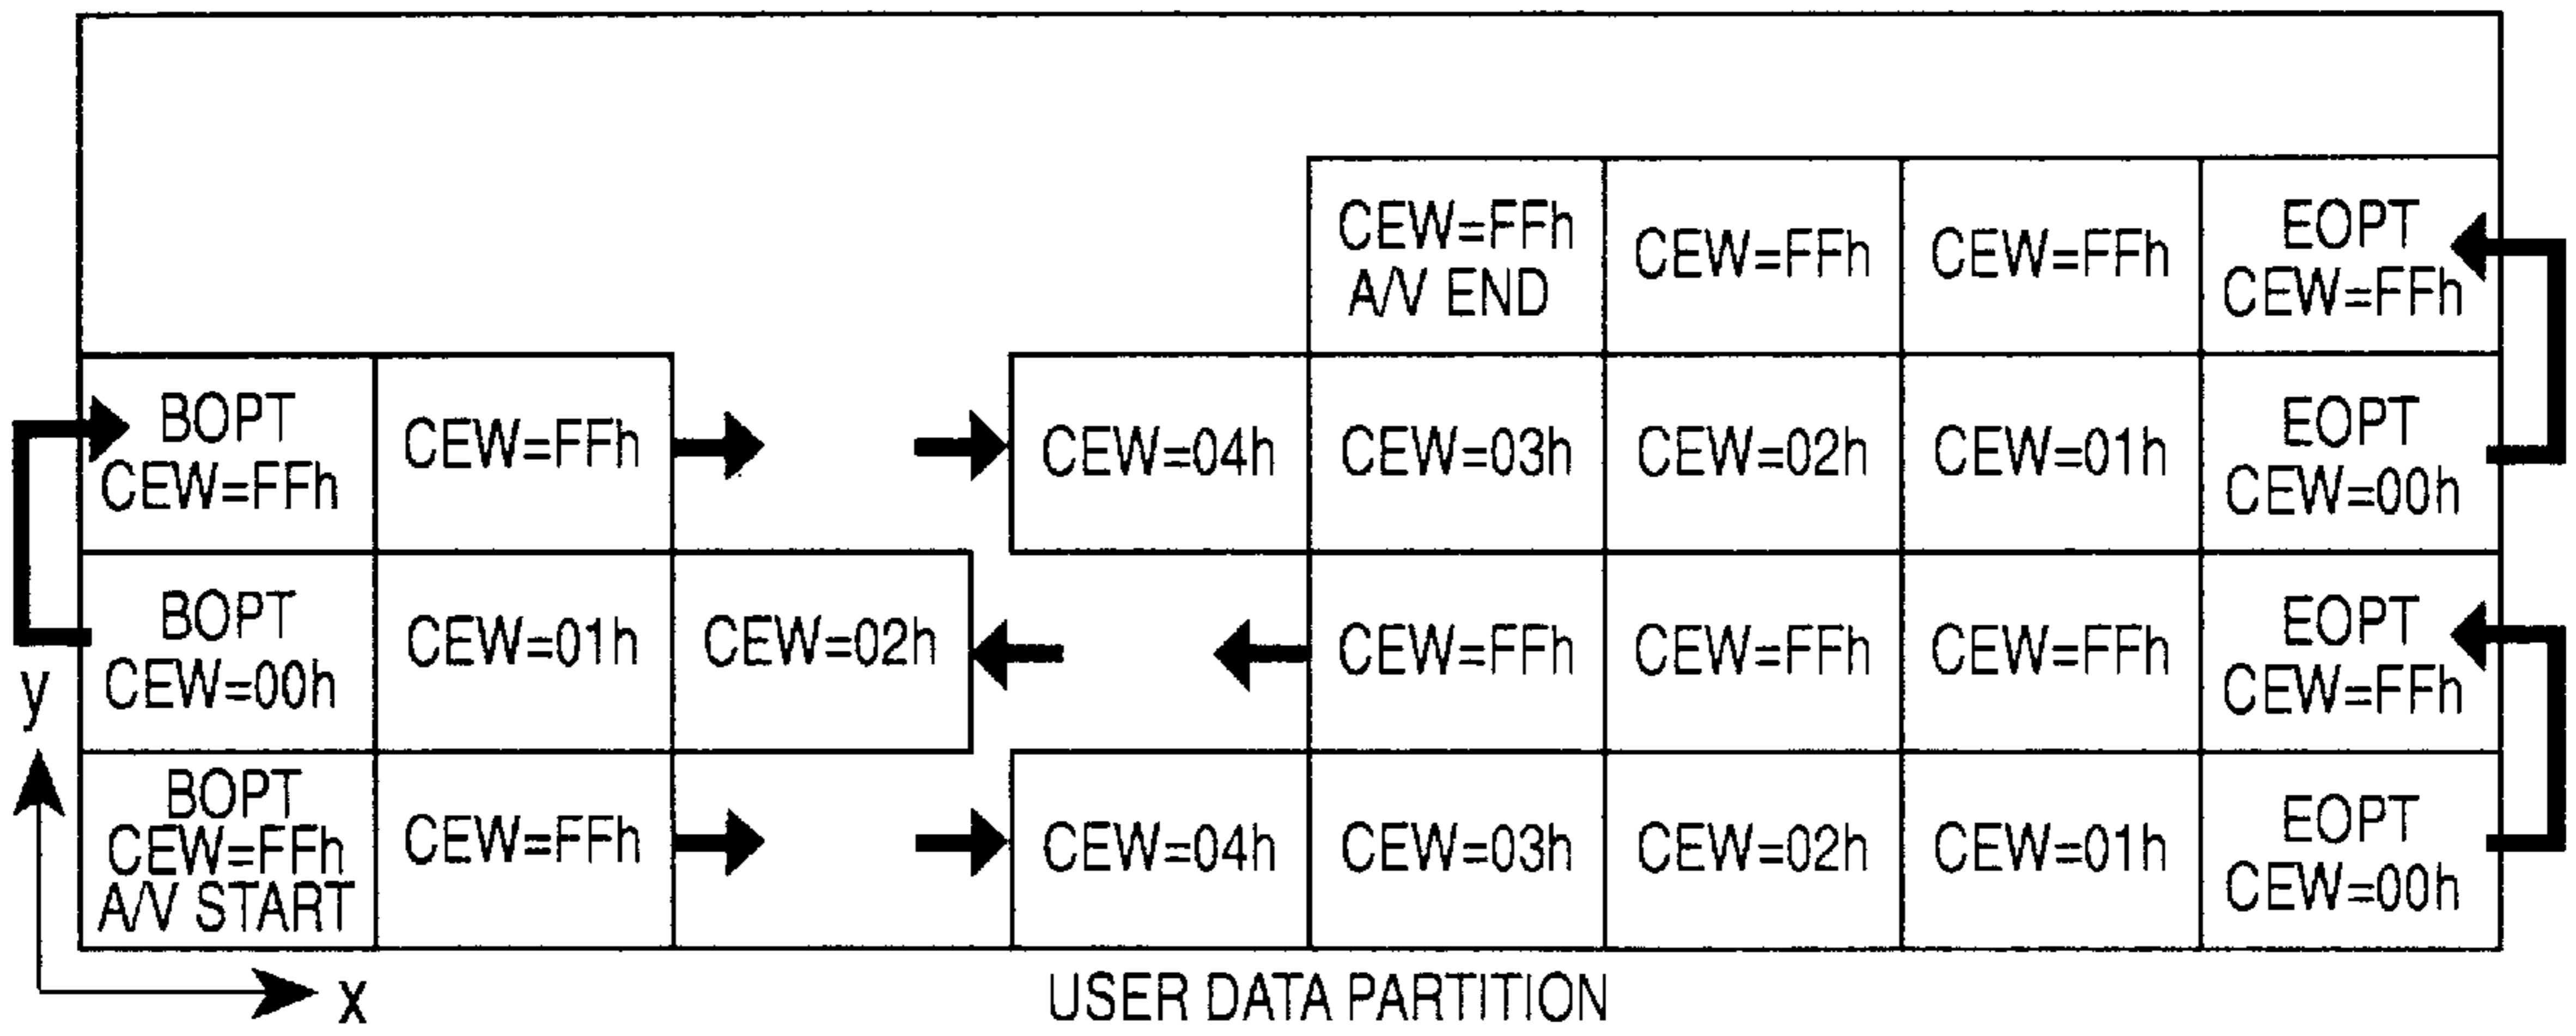 CEW=FFh
A/V END
CEW=FFh
CEW=FFh
EOPT
CEW=FFh
BOPT
CEW=FFh
CEW=FFh
CEW=04h
CEW=03h
CEW=02h
CEW=01h
EOPT
CEW=00h
BOPT
CEW=00h
CEW=01h
CEW=02h
CEW=FFh
CEW=FFh
CEW=FFh
EOPT
CEW=FFh
y
BOPT
CEW=FFh
A/V START
CEW=FFh
CEW=04h
CEW=03h
CEW=02h
CEW=01h
EOPT
CEW=00h
x
USER DATA PARTITION